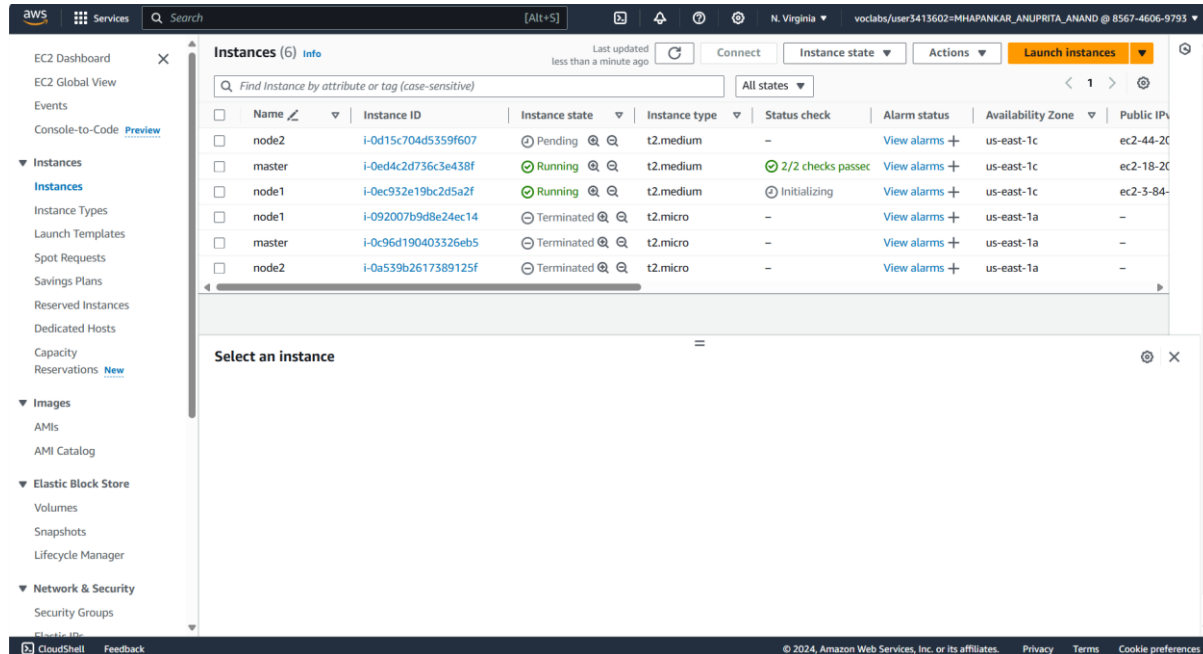 aws Services Search [Alt+S] N. Virginia voclabs/user3413602=MHAPANKAR_ANUPRITA_ANAND @ 8567-4606-9793
EC2 Dashboard
EC2 Global View
Events
Console-to-Code Preview
Instances
Instances
Instance Types
Launch Templates
Spot Requests
Savings Plans
Reserved Instances
Dedicated Hosts
Capacity
Reservations New
Images
AMIs
AMI Catalog
Elastic Block Store
Volumes
Snapshots
Lifecycle Manager
Network & Security
Security Groups
Elastic IPs
Instances (6) Info
Last updated
less than a minute ago
Connect Instance state Actions Launch instances
Find Instance by attribute or tag (case-sensitive) All states 1
Name Instance ID Instance state Instance type Status check Alarm status Availability Zone Public IPv
node2 i-0d15c704d5359f607 Pending t2.medium – View alarms + us-east-1c ec2-44-20
master i-0ed4c2d736c3e438f Running t2.medium 2/2 checks passec View alarms + us-east-1c ec2-18-20
node1 i-0ec932e19bc2d5a2f Running t2.medium Initializing View alarms + us-east-1c ec2-3-84-
node1 i-092007b9d8e24ec14 Terminated t2.micro – View alarms + us-east-1a –
master i-0c96d190403326eb5 Terminated t2.micro – View alarms + us-east-1a –
node2 i-0a539b2617389125f Terminated t2.micro – View alarms + us-east-1a –
Select an instance
CloudShell Feedback © 2024, Amazon Web Services, Inc. or its affiliates. Privacy Terms Cookie preferences